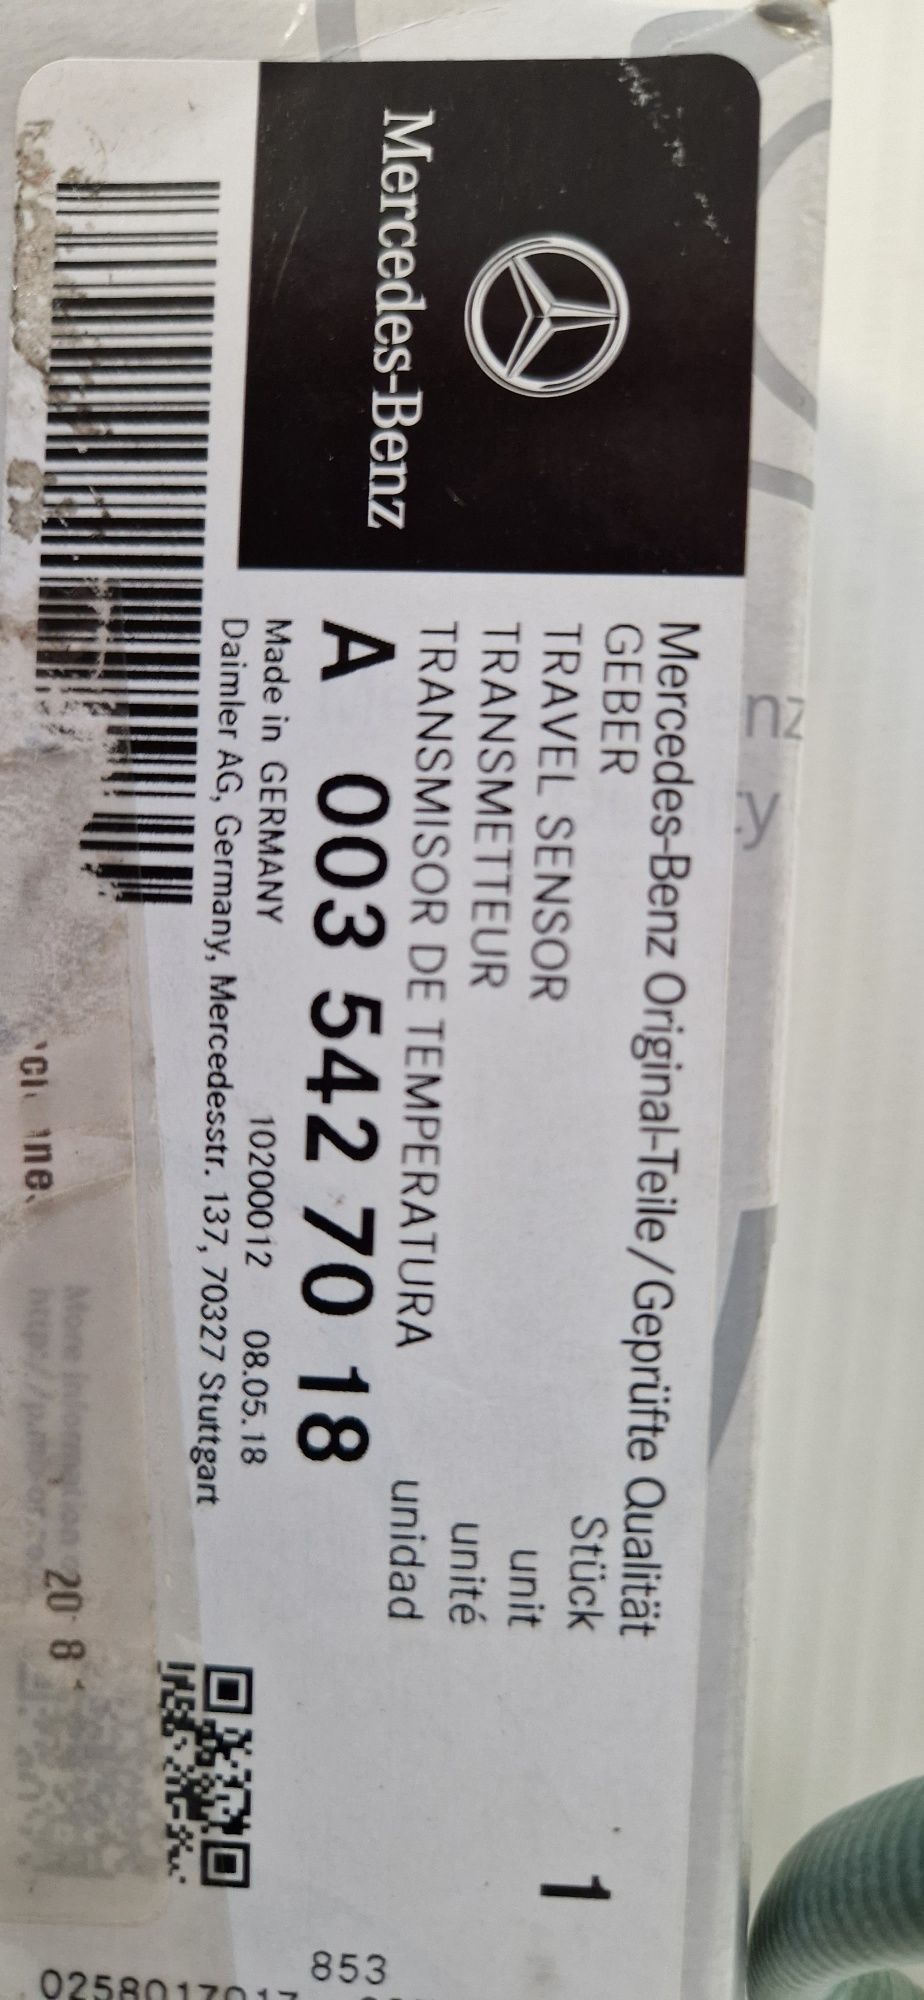 Mercedes-Benz
Mercedes-Benz Original-Teile/Geprüfte Qualität
GEBER Stück
TRAVEL SENSOR unit 1
TRANSMETTEUR unité
TRANSMISOR DE TEMPERATURA unidad
A 003 542 70 18
Made in GERMANY 10200012 08.05.18
Daimler AG, Germany, Mercedesstr. 137, 70327 Stuttgart
853